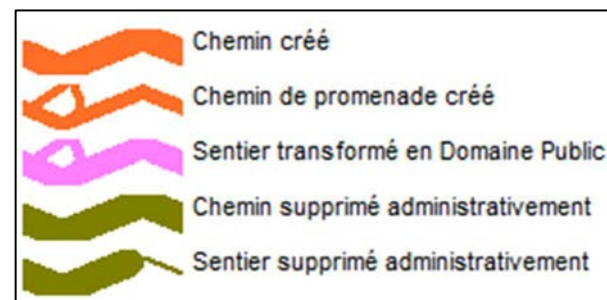 Chemin créé
Chemin de promenade créé
Sentier transformé en Domaine Public
Chemin supprimé administrativement
Sentier supprimé administrativement